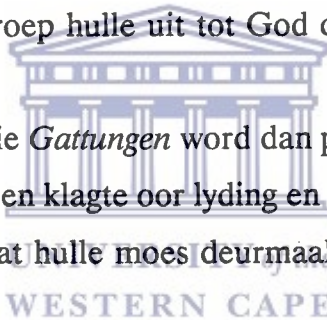 roep hulle uit tot God
ie Gattungen word dan
en klagte oor lyding en
at hulle moes deurmaak
UNIVERSITY of the
WESTERN CAPE